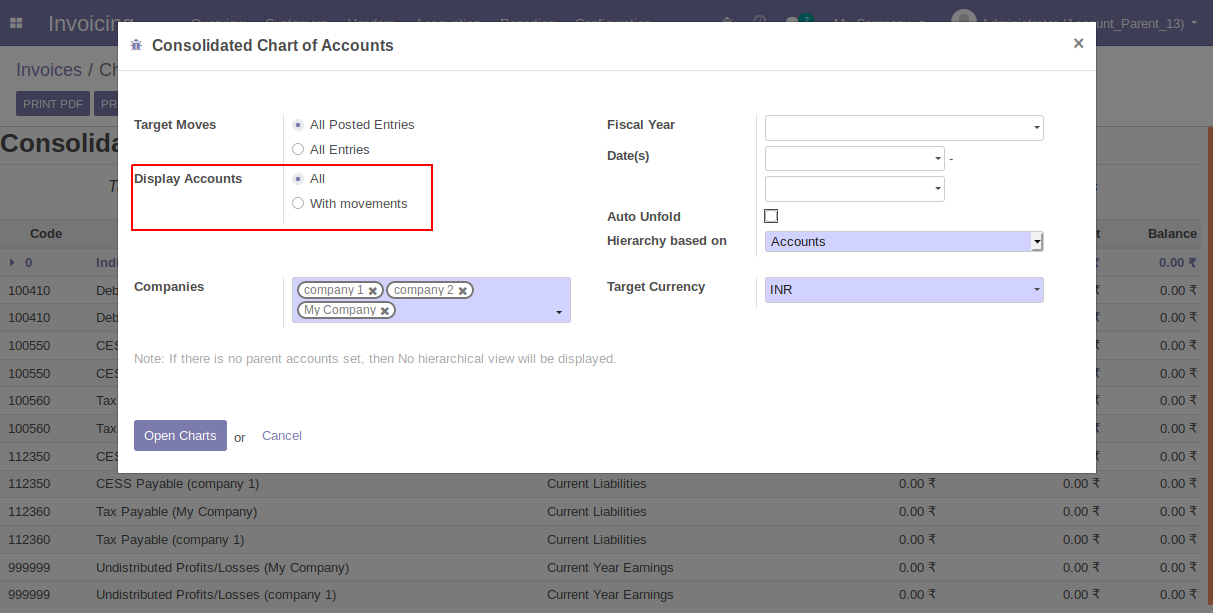 Invoicing
2
Account_Parent_13)
Consolidated Chart of Accounts
×
Invoices / Ch
PRINT PDF
PR
Consolida
Target Moves
All Posted Entries
All Entries
Display Accounts
All
With movements
Fiscal Year
Date(s)
-
Auto Unfold
Hierarchy based on
Accounts
Companies
company 1
company 2
My Company
Target Currency
INR
Note: If there is no parent accounts set, then No hierarchical view will be displayed.
Open Charts or Cancel
Code Balance
0 Indi 0.00 ₹
100410 Deb 0.00 ₹
100410 Deb 0.00 ₹
100550 CES 0.00 ₹
100550 CES 0.00 ₹
100560 Tax 0.00 ₹
100560 Tax 0.00 ₹
112350 CES 0.00 ₹
112350 CESS Payable (company 1) Current Liabilities 0.00 ₹ 0.00 ₹ 0.00 ₹
112360 Tax Payable (My Company) Current Liabilities 0.00 ₹ 0.00 ₹ 0.00 ₹
112360 Tax Payable (company 1) Current Liabilities 0.00 ₹ 0.00 ₹ 0.00 ₹
999999 Undistributed Profits/Losses (My Company) Current Year Earnings 0.00 ₹ 0.00 ₹ 0.00 ₹
999999 Undistributed Profits/Losses (company 1) Current Year Earnings 0.00 ₹ 0.00 ₹ 0.00 ₹